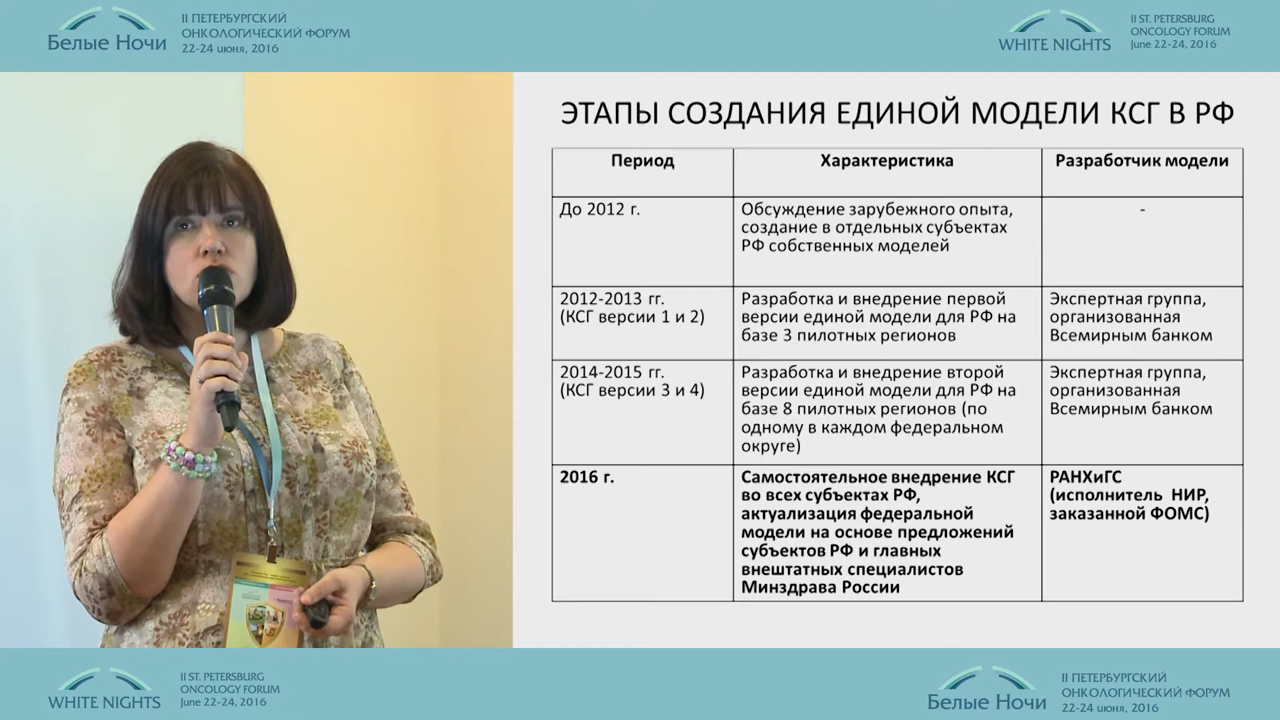 Белые Ночи
II ПЕТЕРБУРГСКИЙ
ОНКОЛОГИЧЕСКИЙ ФОРУМ
22-24 июня, 2016
WHITE NIGHTS
II ST. PETERSBURG
ONCOLOGY FORUM
June 22-24, 2016
ЭТАПЫ СОЗДАНИЯ ЕДИНОЙ МОДЕЛИ КСГ В РФ
Период
Характеристика
Разработчик модели
До 2012 г.
Обсуждение зарубежного опыта,
создание в отдельных субъектах
РФ собственных моделей
-
2012-2013 гг.
(КСГ версии 1 и 2)
Разработка и внедрение первой
версии единой модели для РФ на
базе 3 пилотных регионов
Экспертная группа,
организованная
Всемирным банком
2014-2015 гг.
(КСГ версии 3 и 4)
Разработка и внедрение второй
версии единой модели для РФ на
базе 8 пилотных регионов (по
одному в каждом федеральном
округе)
Экспертная группа,
организованная
Всемирным банком
2016 г.
Самостоятельное внедрение КСГ
во всех субъектах РФ,
актуализация федеральной
модели на основе предложений
субъектов РФ и главных
внештатных специалистов
Минздрава России
РАНХиГС
(исполнитель НИР,
заказанной ФОМС)
WHITE NIGHTS
II ST. PETERSBURG
ONCOLOGY FORUM
June 22-24, 2016
Белые Ночи
II ПЕТЕРБУРГСКИЙ
ОНКОЛОГИЧЕСКИЙ ФОРУМ
22-24 июня, 2016